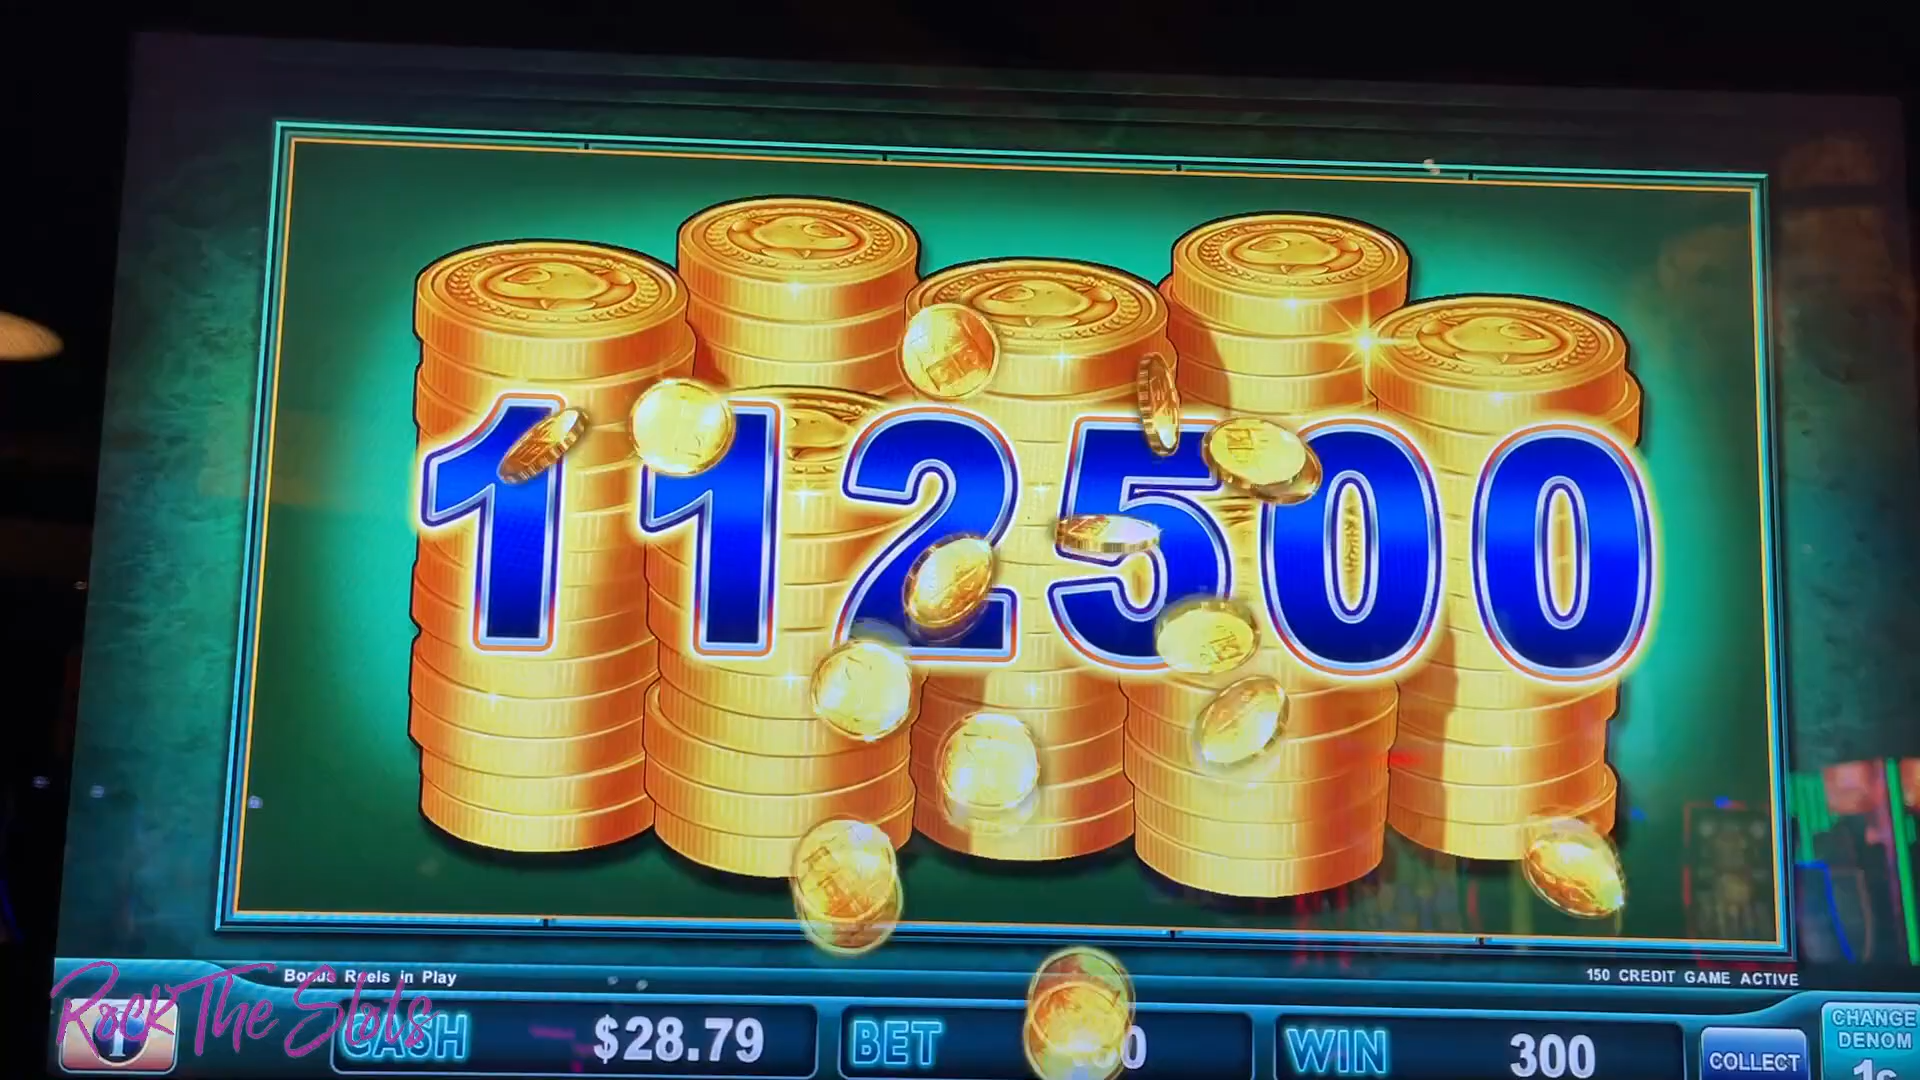 112500
Bonus Reels in Play
150 CREDIT GAME ACTIVE
Rock The Slots
CASH $28.79
BET
WIN 300
COLLECT
CHANGE DENOM
1¢